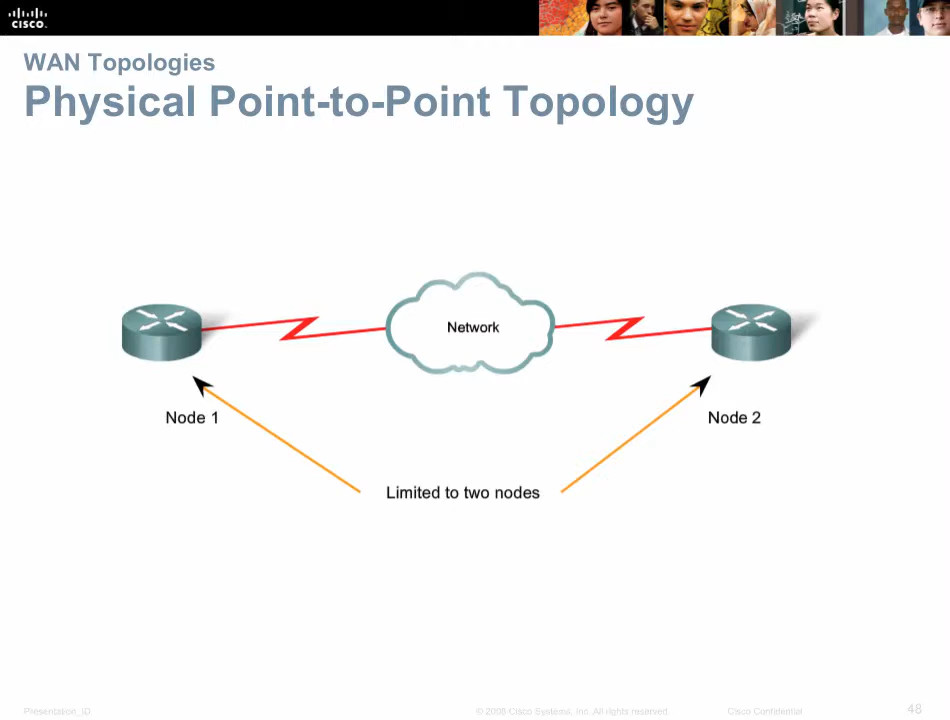 CISCO.
WAN Topologies
Physical Point-to-Point Topology
Network
Node 1
Node 2
Limited to two nodes
Presentation_ID
© 2008 Cisco Systems, Inc. All rights reserved.
Cisco Confidential
48